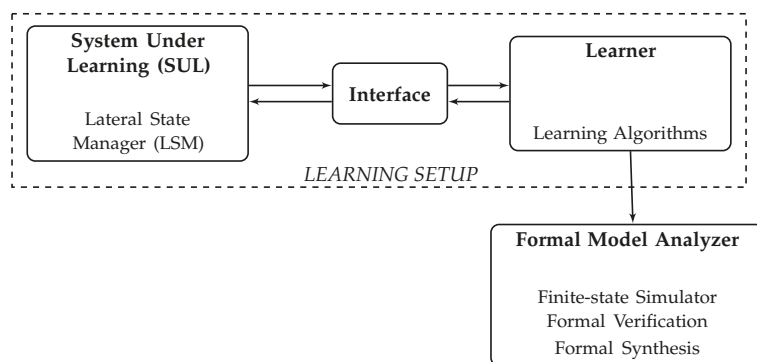 System Under
Learning (SUL)
Lateral State
Manager (LSM)
Interface
Learner
Learning Algorithms
LEARNING SETUP
Formal Model Analyzer
Finite-state Simulator
Formal Verification
Formal Synthesis